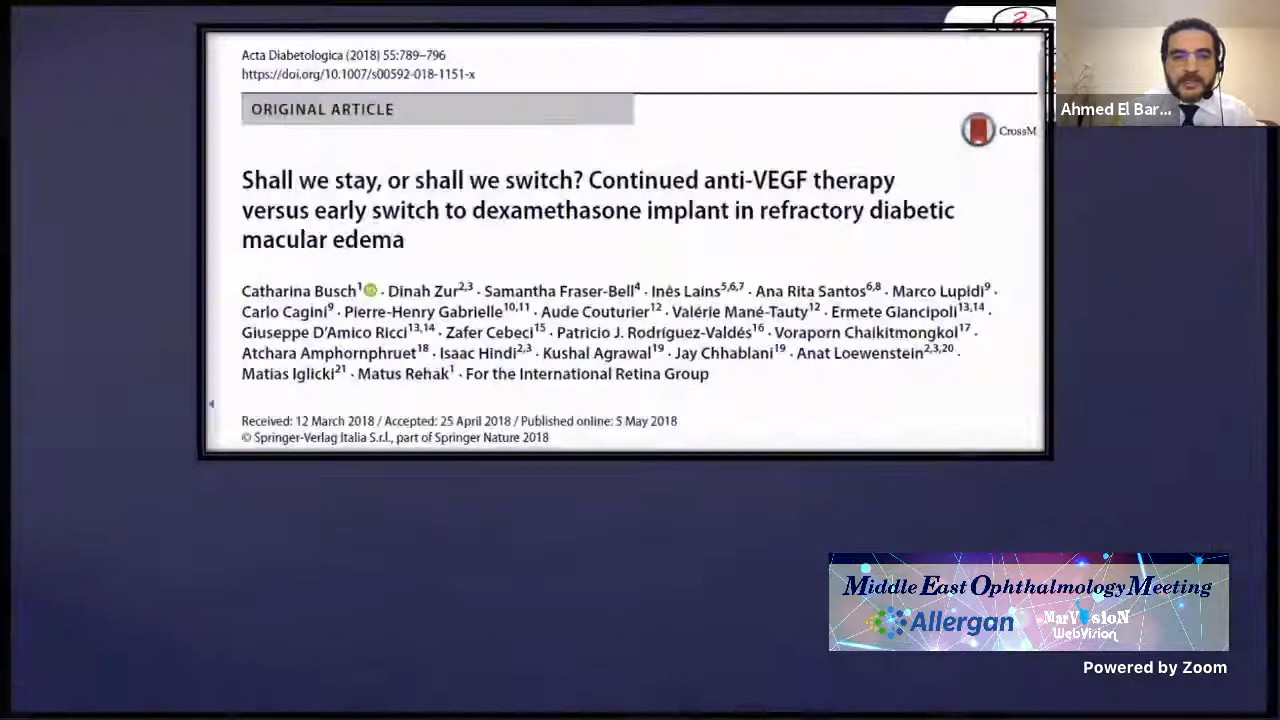 Acta Diabetologica (2018) 55:789–796
https://doi.org/10.1007/s00592-018-1151-x
ORIGINAL ARTICLE
CrossM
Shall we stay, or shall we switch? Continued anti-VEGF therapy
versus early switch to dexamethasone implant in refractory diabetic
macular edema
Catharina Busch1 · Dinah Zur2,3 · Samantha Fraser-Bell4 · Inês Laíns5,6,7 · Ana Rita Santos6,8 · Marco Lupidi9 ·
Carlo Cagini9 · Pierre-Henry Gabrielle10,11 · Aude Couturier12 · Valérie Mané-Tauty12 · Ermete Giancipoli13,14 ·
Giuseppe D’Amico Ricci13,14 · Zafer Cebeci15 · Patricio J. Rodríguez-Valdés16 · Voraporn Chaikitmongkol17 ·
Atchara Amphornphruet18 · Isaac Hindi2,3 · Kushal Agrawal19 · Jay Chhablani19 · Anat Loewenstein2,3,20 ·
Matias Iglicki21 · Matus Rehak1 · For the International Retina Group
Received: 12 March 2018 / Accepted: 25 April 2018 / Published online: 5 May 2018
© Springer-Verlag Italia S.r.l., part of Springer Nature 2018
Ahmed El Bar...
Middle East Ophthalmology Meeting
Allergan
MarVisioN
WebVision
Powered by Zoom